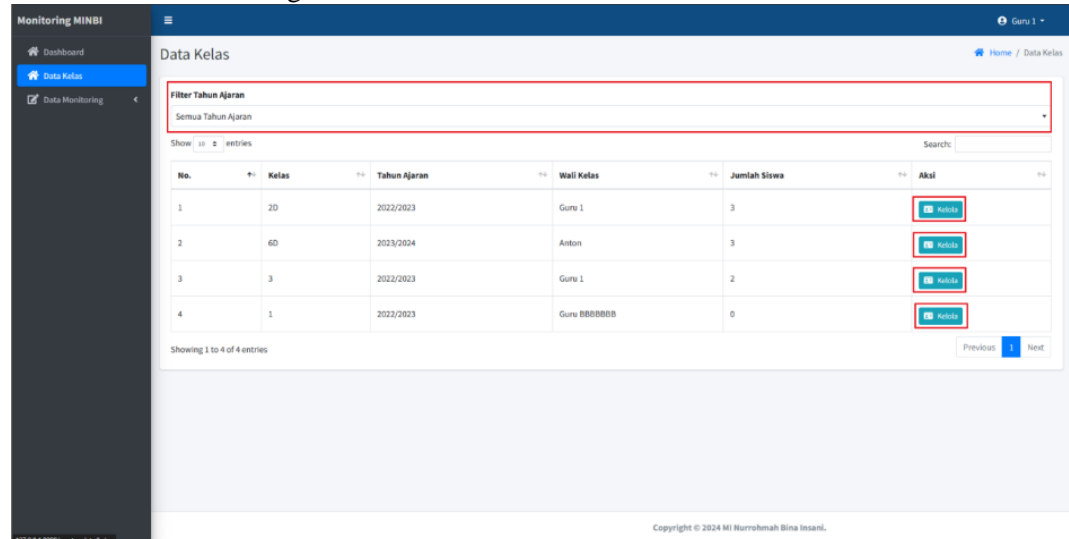 Monitoring MINBI
Guru 1
Dashboard
Data Kelas
Data Monitoring
Data Kelas
Home / Data Kelas
Filter Tahun Ajaran
Semua Tahun Ajaran
Show 10 entries
Search:
No. Kelas Tahun Ajaran Wali Kelas Jumlah Siswa Aksi
1 2D 2022/2023 Guru 1 3 Kelola
2 6D 2023/2024 Anton 3 Kelola
3 3 2022/2023 Guru 1 2 Kelola
4 1 2022/2023 Guru BBBBBBB 0 Kelola
Showing 1 to 4 of 4 entries
Previous 1 Next
Copyright © 2024 MI Nurrohmah Bina Insani.